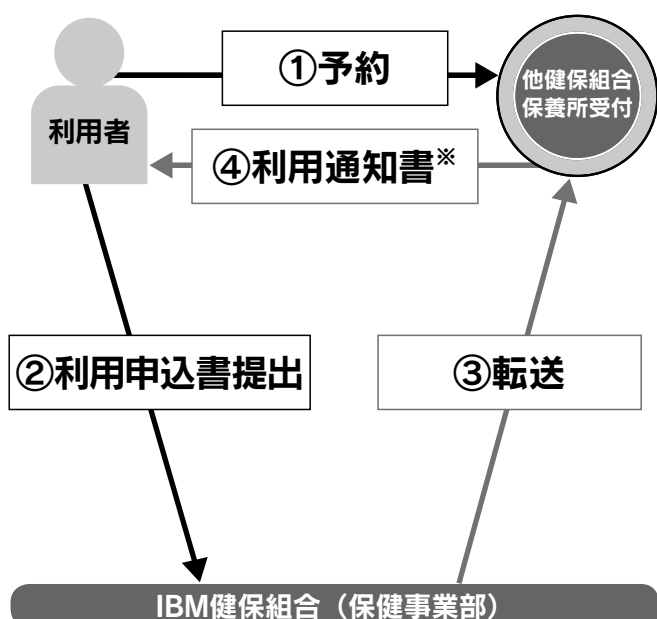 ①予約
利用者
他健保組合
保養所受付
④利用通知書※
②利用申込書提出
③転送
IBM健保組合(保健事業部)